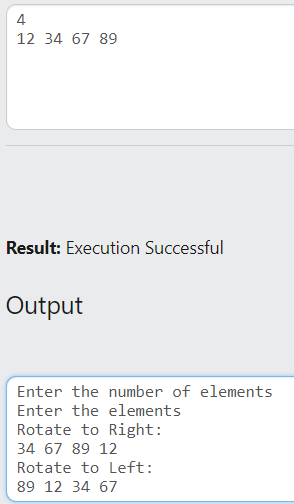 4
12 34 67 89
Result: Execution Successful
Output
Enter the number of elements
Enter the elements
Rotate to Right:
34 67 89 12
Rotate to Left:
89 12 34 67